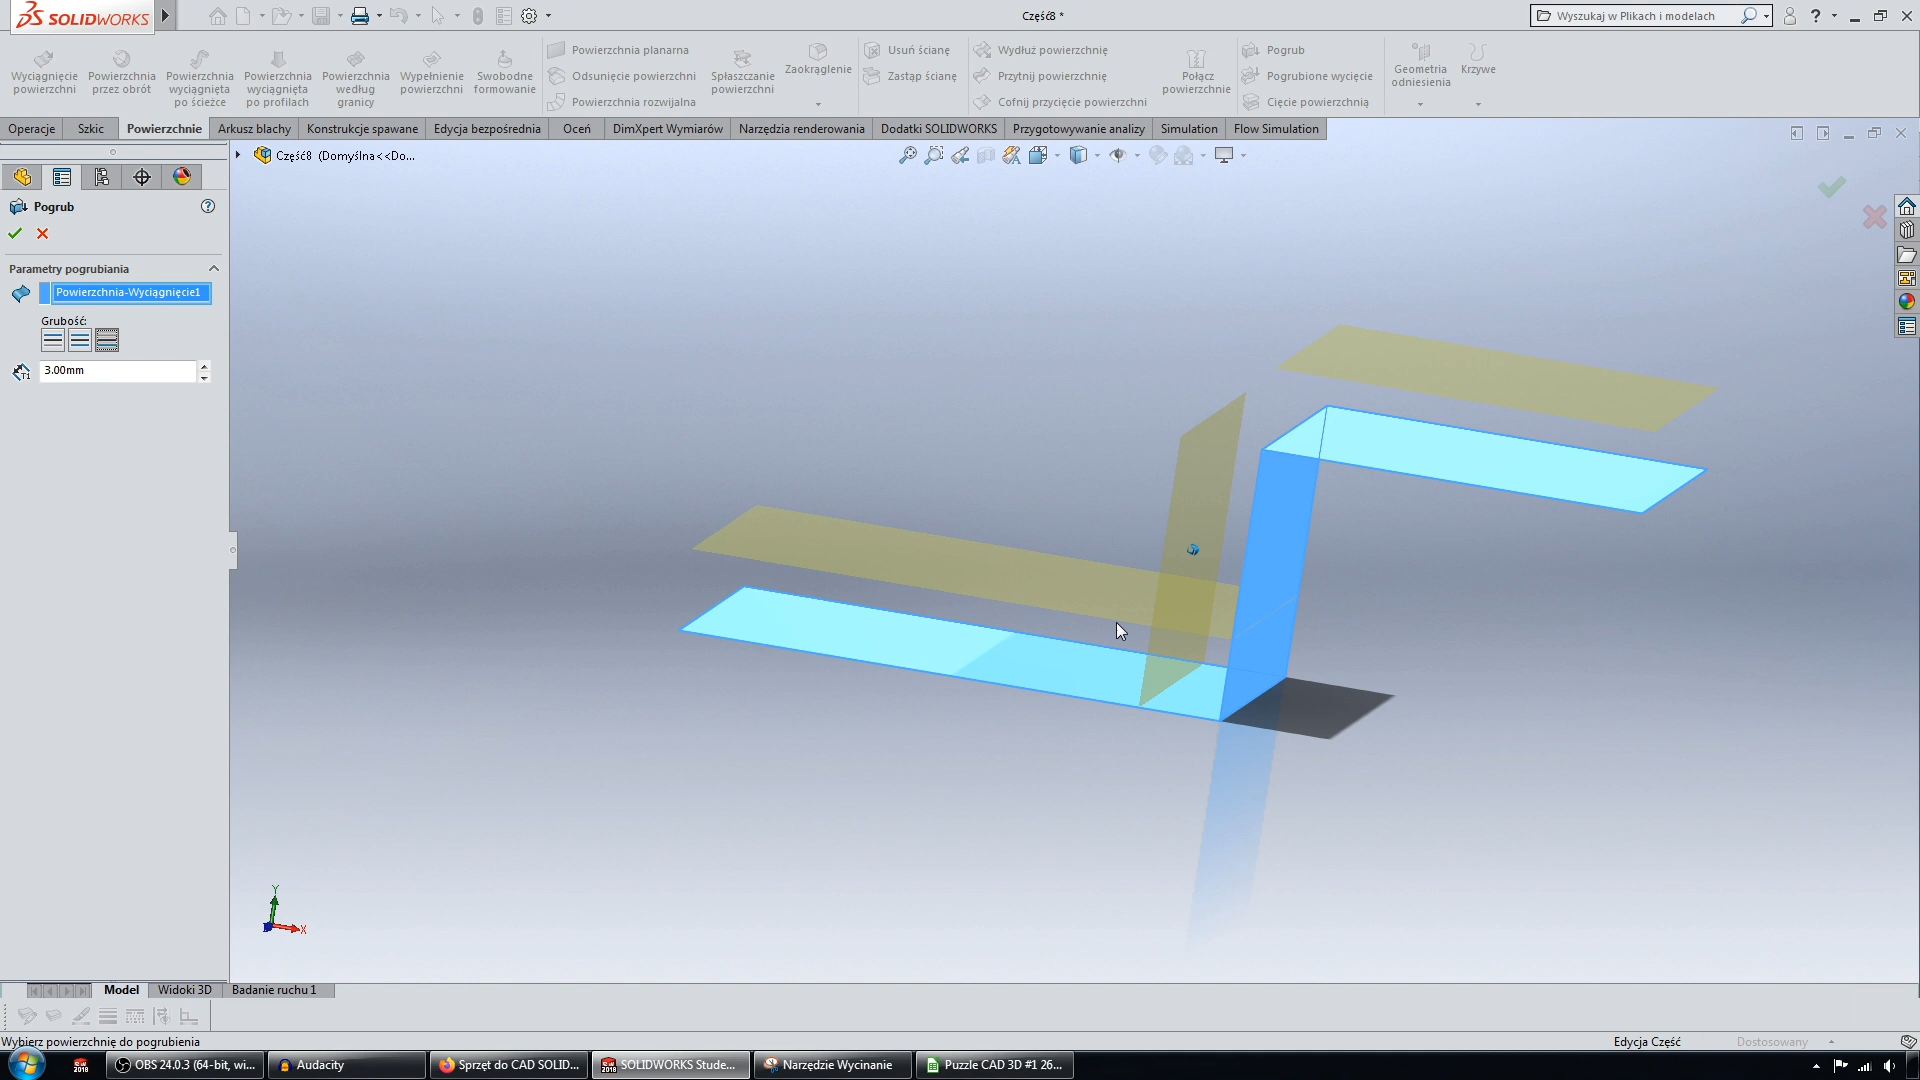 SOLIDWORKS
Część8 *
Wyszukaj w Plikach i modelach
?
Wyciągnięcie powierzchni
Powierzchnia przez obrót
Powierzchnia wyciągnięta po ścieżce
Powierzchnia wyciągnięta po profilach
Powierzchnia według granicy
Wypełnienie powierzchni
Swobodne formowanie
Powierzchnia planarna
Odsunięcie powierzchni
Powierzchnia rozwijalna
Spłaszczanie powierzchni
Zaokrąglenie
Usuń ścianę
Zastąp ścianę
Wydłuż powierzchnię
Przytnij powierzchnię
Cofnij przycięcie powierzchni
Połącz powierzchnie
Pogrub
Pogrubione wycięcie
Cięcie powierzchnią
Geometria odniesienia
Krzywe
Operacje
Szkic
Powierzchnie
Arkusz blachy
Konstrukcje spawane
Edycja bezpośrednia
Oceń
DimXpert Wymiarów
Narzędzia renderowania
Dodatki SOLIDWORKS
Przygotowywanie analizy
Simulation
Flow Simulation
Część8 (Domyślna<<Do...
Pogrub
?
Parametry pogrubiania
Powierzchnia-Wyciągnięcie1
Grubość:
T1
3.00mm
Y
X
Model
Widoki 3D
Badanie ruchu 1
Wybierz powierzchnię do pogrubienia
Edycja Część
Dostosowany
2018
OBS 24.0.3 (64-bit, wi...
Audacity
Sprzęt do CAD SOLID...
2018
SOLIDWORKS Stude...
Narzędzie Wycinanie
Puzzle CAD 3D #1 26...